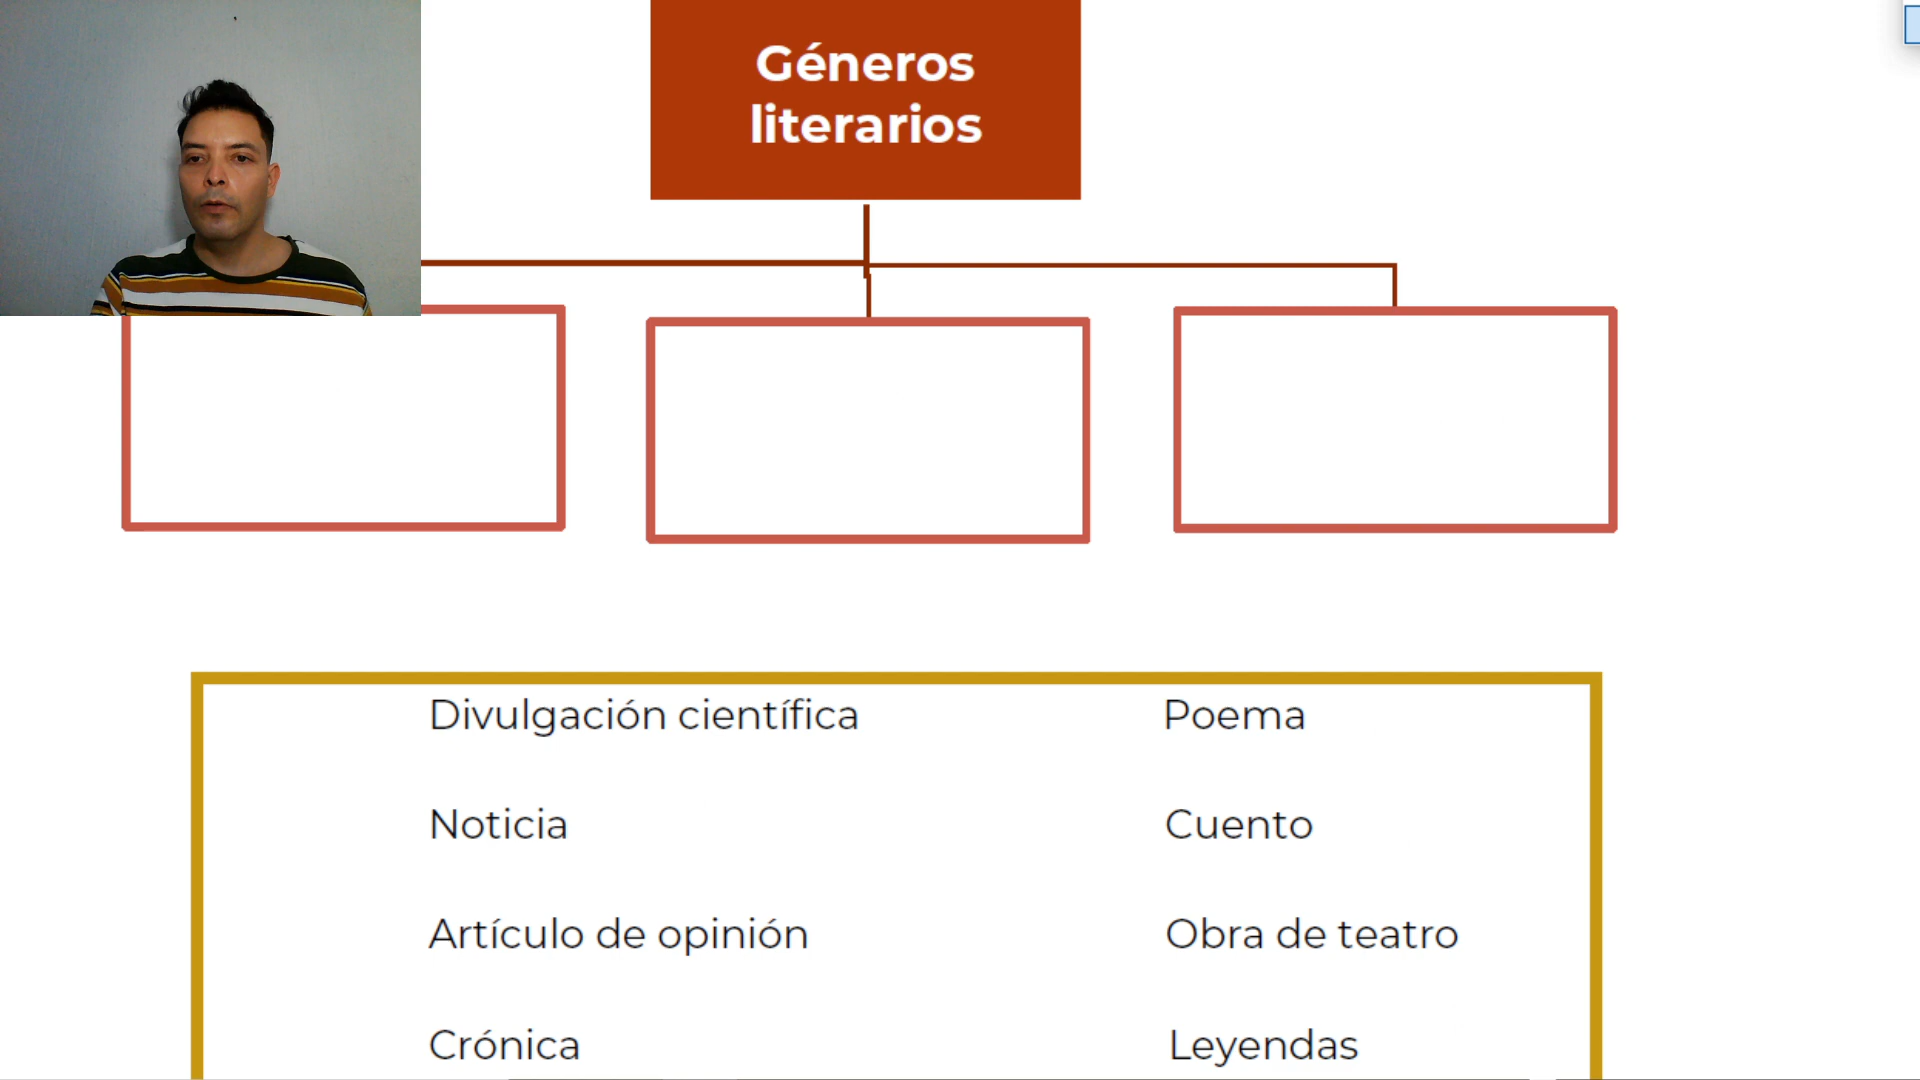 Géneros
literarios
Divulgación científica
Poema
Noticia
Cuento
Artículo de opinión
Obra de teatro
Crónica
Leyendas